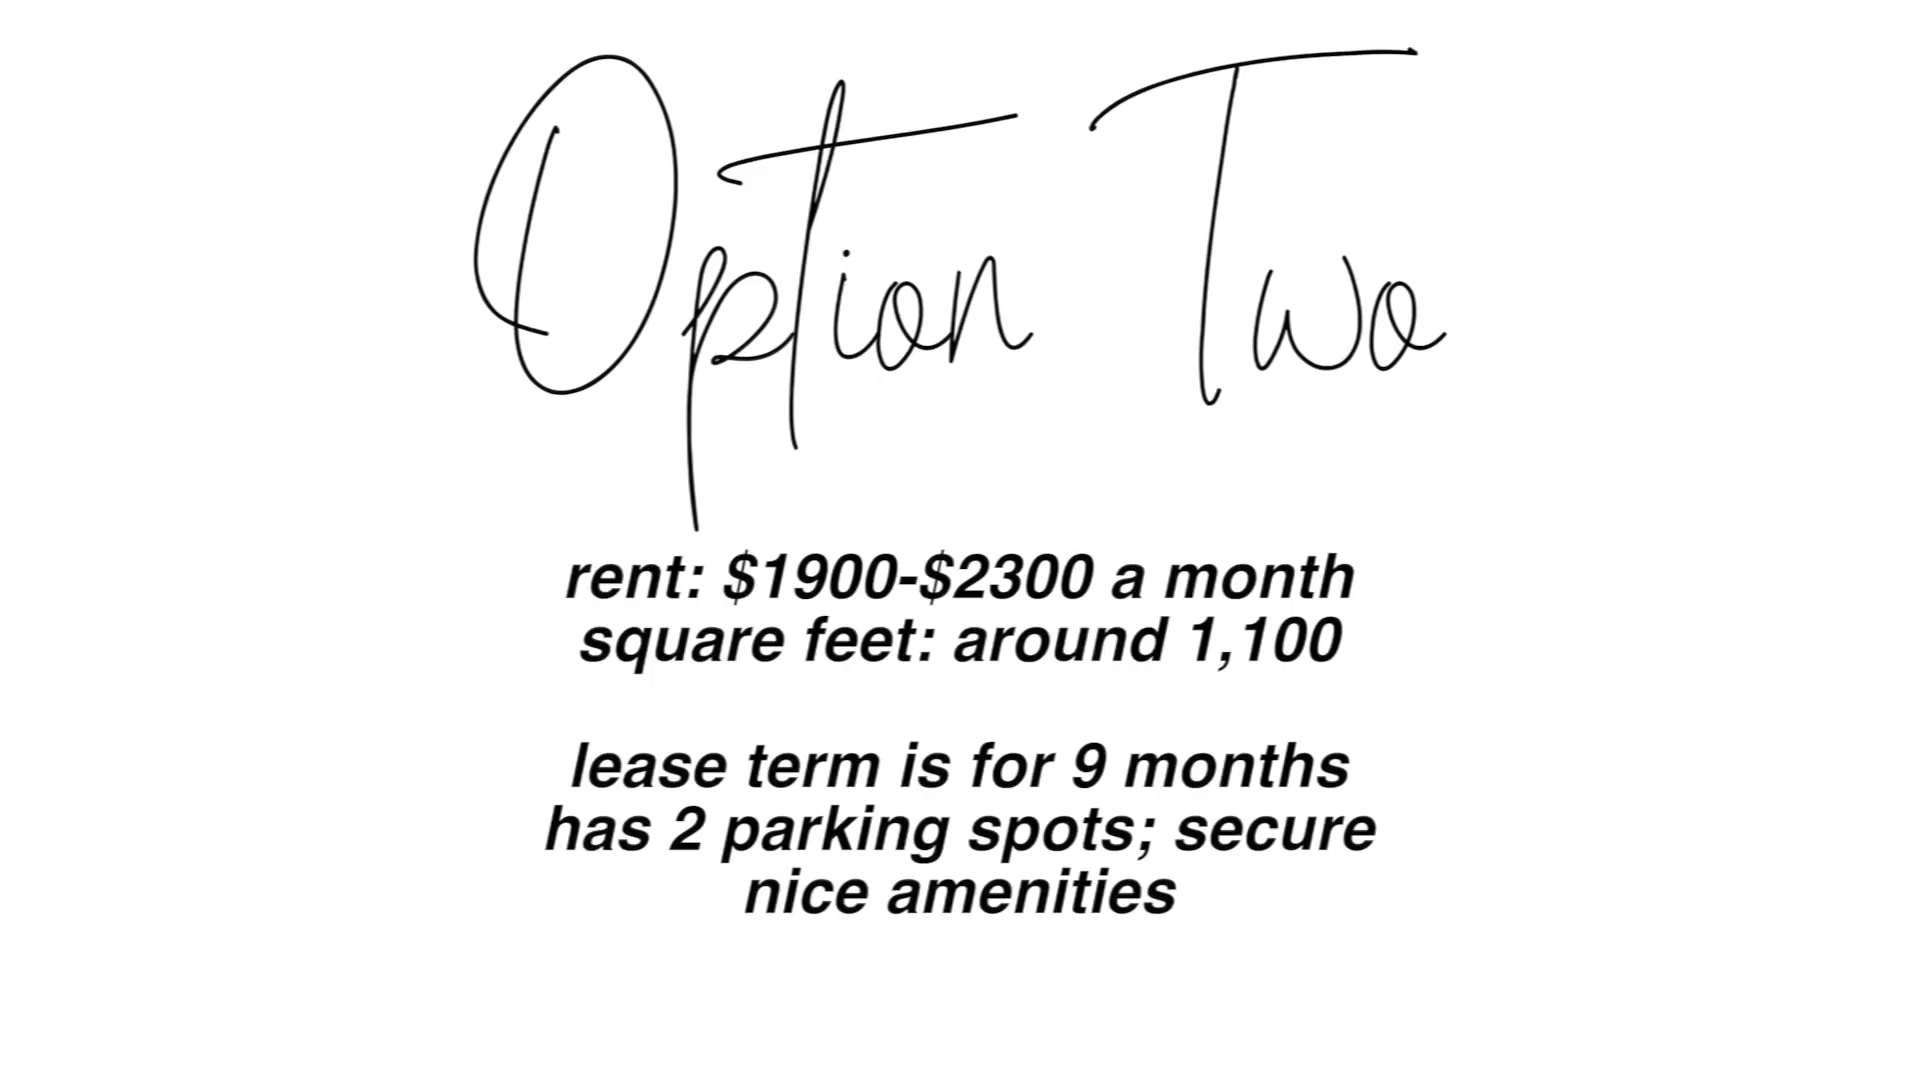 Option Two
rent: $1900-$2300 a month
square feet: around 1,100
lease term is for 9 months
has 2 parking spots; secure
nice amenities